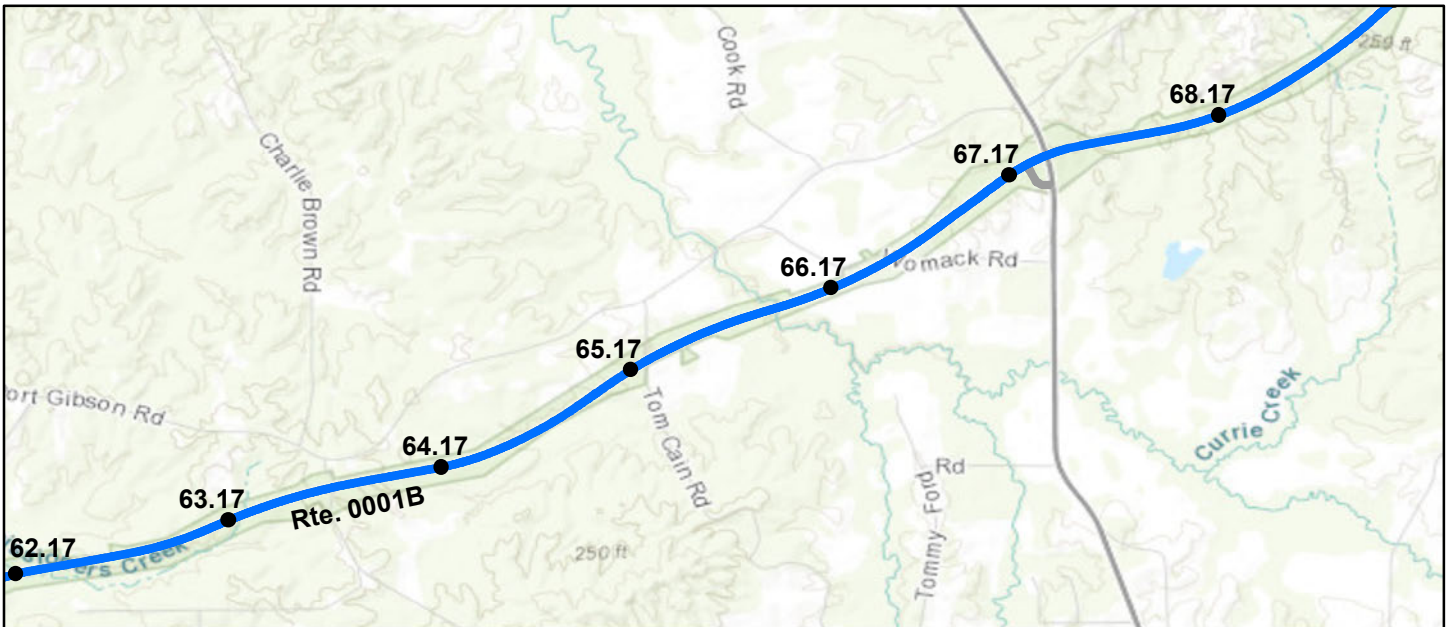 Cook Rd
259 ft
68.17
67.17
Charlie Brown Rd
66.17
Womack Rd
65.17
ort Gibson Rd
Tom Cain Rd
Currie Creek
64.17
Rd
63.17
Rte. 0001B
Tommy Ford
62.17
Creek
250 ft